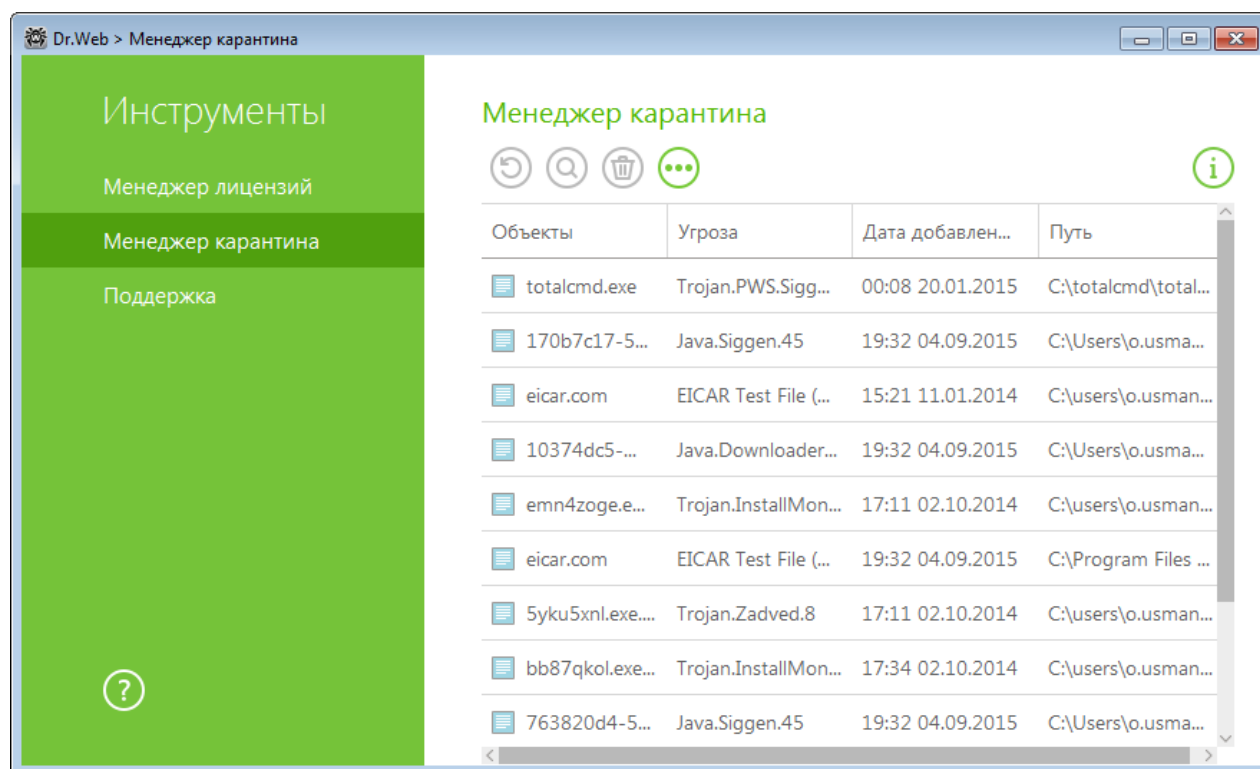 Dr.Web > Менеджер карантина
Инструменты
Менеджер лицензий
Менеджер карантина
Поддержка
?
Менеджер карантина
i
Объекты Угроза Дата добавлен... Путь
totalcmd.exe Trojan.PWS.Sigg... 00:08 20.01.2015 C:\totalcmd\total...
170b7c17-5... Java.Siggen.45 19:32 04.09.2015 C:\Users\o.usma...
eicar.com EICAR Test File (... 15:21 11.01.2014 C:\users\o.usman...
10374dc5-... Java.Downloader... 19:32 04.09.2015 C:\Users\o.usma...
emn4zoge.e... Trojan.InstallMon... 17:11 02.10.2014 C:\users\o.usman...
eicar.com EICAR Test File (... 19:32 04.09.2015 C:\Program Files ...
5yku5xnl.exe.... Trojan.Zadved.8 17:11 02.10.2014 C:\users\o.usman...
bb87qkol.exe... Trojan.InstallMon... 17:34 02.10.2014 C:\users\o.usman...
763820d4-5... Java.Siggen.45 19:32 04.09.2015 C:\Users\o.usma...